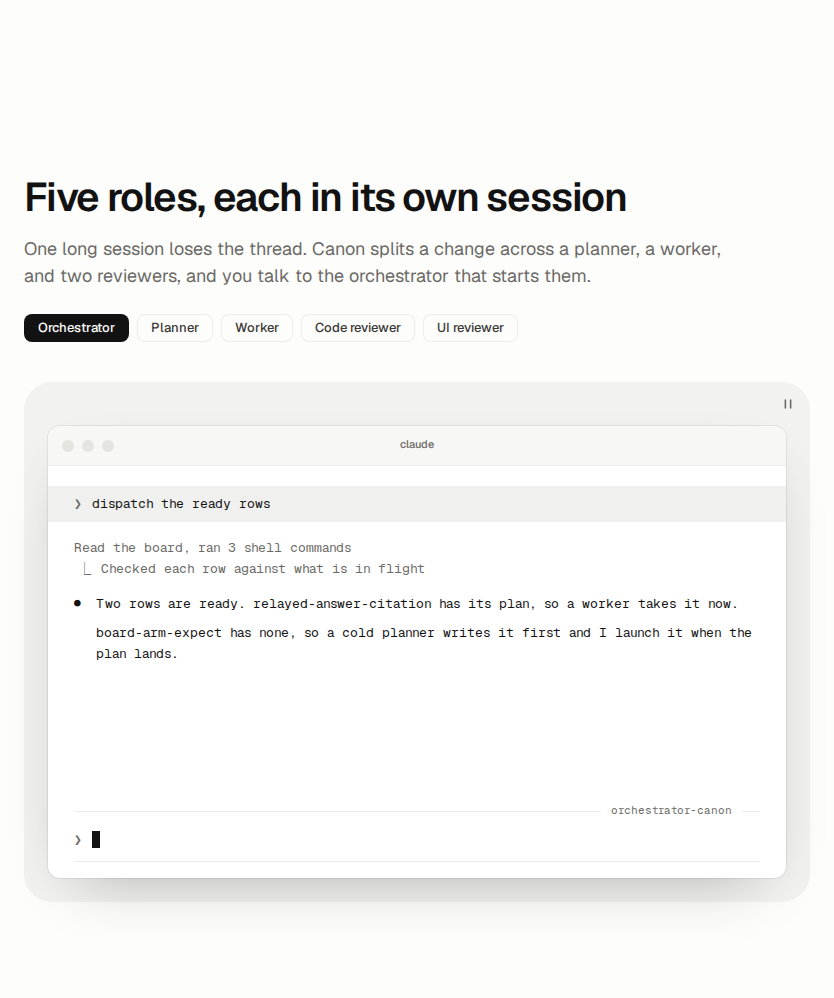 Five roles, each in its own session
One long session loses the thread. Canon splits a change across a planner, a worker,
and two reviewers, and you talk to the orchestrator that starts them.
Orchestrator Planner Worker Code reviewer UI reviewer
claude
❯ dispatch the ready rows
Read the board, ran 3 shell commands
⎿ Checked each row against what is in flight
● Two rows are ready. relayed-answer-citation has its plan, so a worker takes it now.
board-arm-expect has none, so a cold planner writes it first and I launch it when the
plan lands.
orchestrator-canon
❯